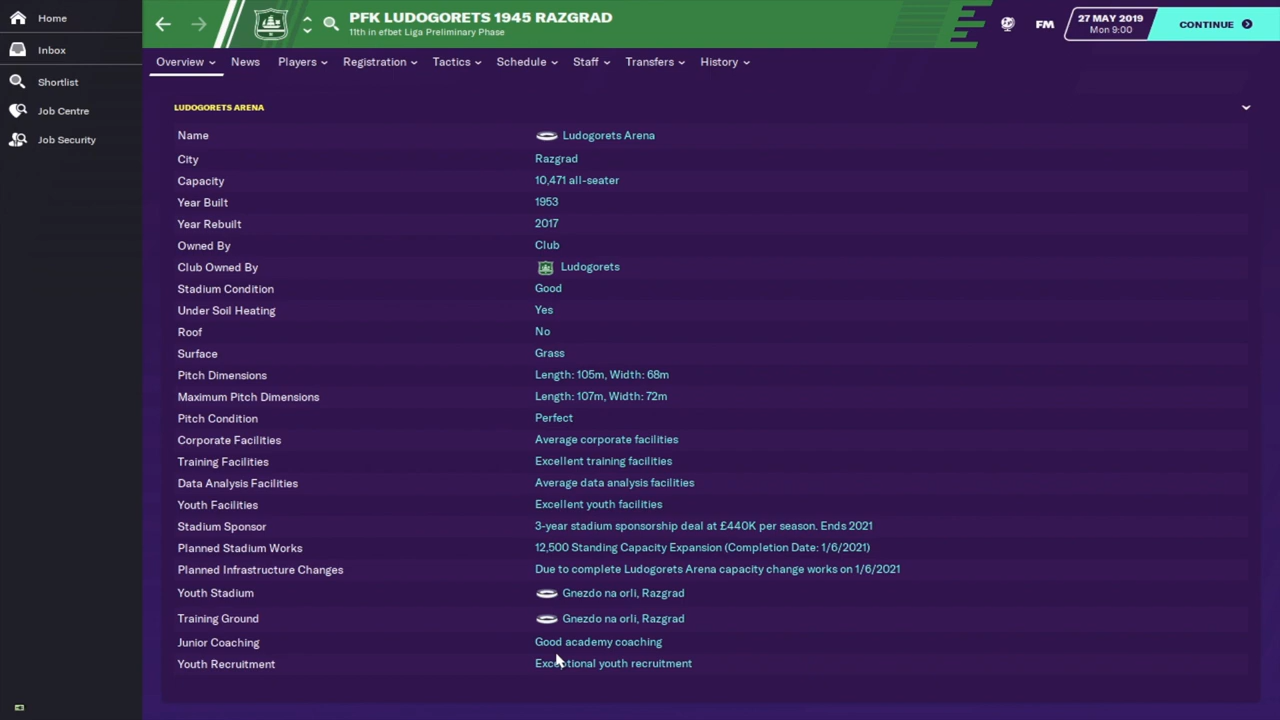 Home
Inbox
Shortlist
Job Centre
Job Security
PFK LUDOGORETS 1945 RAZGRAD
11th in efbet Liga Preliminary Phase
FM
27 MAY 2019
Mon 9:00
CONTINUE
Overview News Players Registration Tactics Schedule Staff Transfers History
LUDOGORETS ARENA
Name Ludogorets Arena
City Razgrad
Capacity 10,471 all-seater
Year Built 1953
Year Rebuilt 2017
Owned By Club
Club Owned By Ludogorets
Stadium Condition Good
Under Soil Heating Yes
Roof No
Surface Grass
Pitch Dimensions Length: 105m, Width: 68m
Maximum Pitch Dimensions Length: 107m, Width: 72m
Pitch Condition Perfect
Corporate Facilities Average corporate facilities
Training Facilities Excellent training facilities
Data Analysis Facilities Average data analysis facilities
Youth Facilities Excellent youth facilities
Stadium Sponsor 3-year stadium sponsorship deal at £440K per season. Ends 2021
Planned Stadium Works 12,500 Standing Capacity Expansion (Completion Date: 1/6/2021)
Planned Infrastructure Changes Due to complete Ludogorets Arena capacity change works on 1/6/2021
Youth Stadium Gnezdo na orli, Razgrad
Training Ground Gnezdo na orli, Razgrad
Junior Coaching Good academy coaching
Youth Recruitment Exceptional youth recruitment